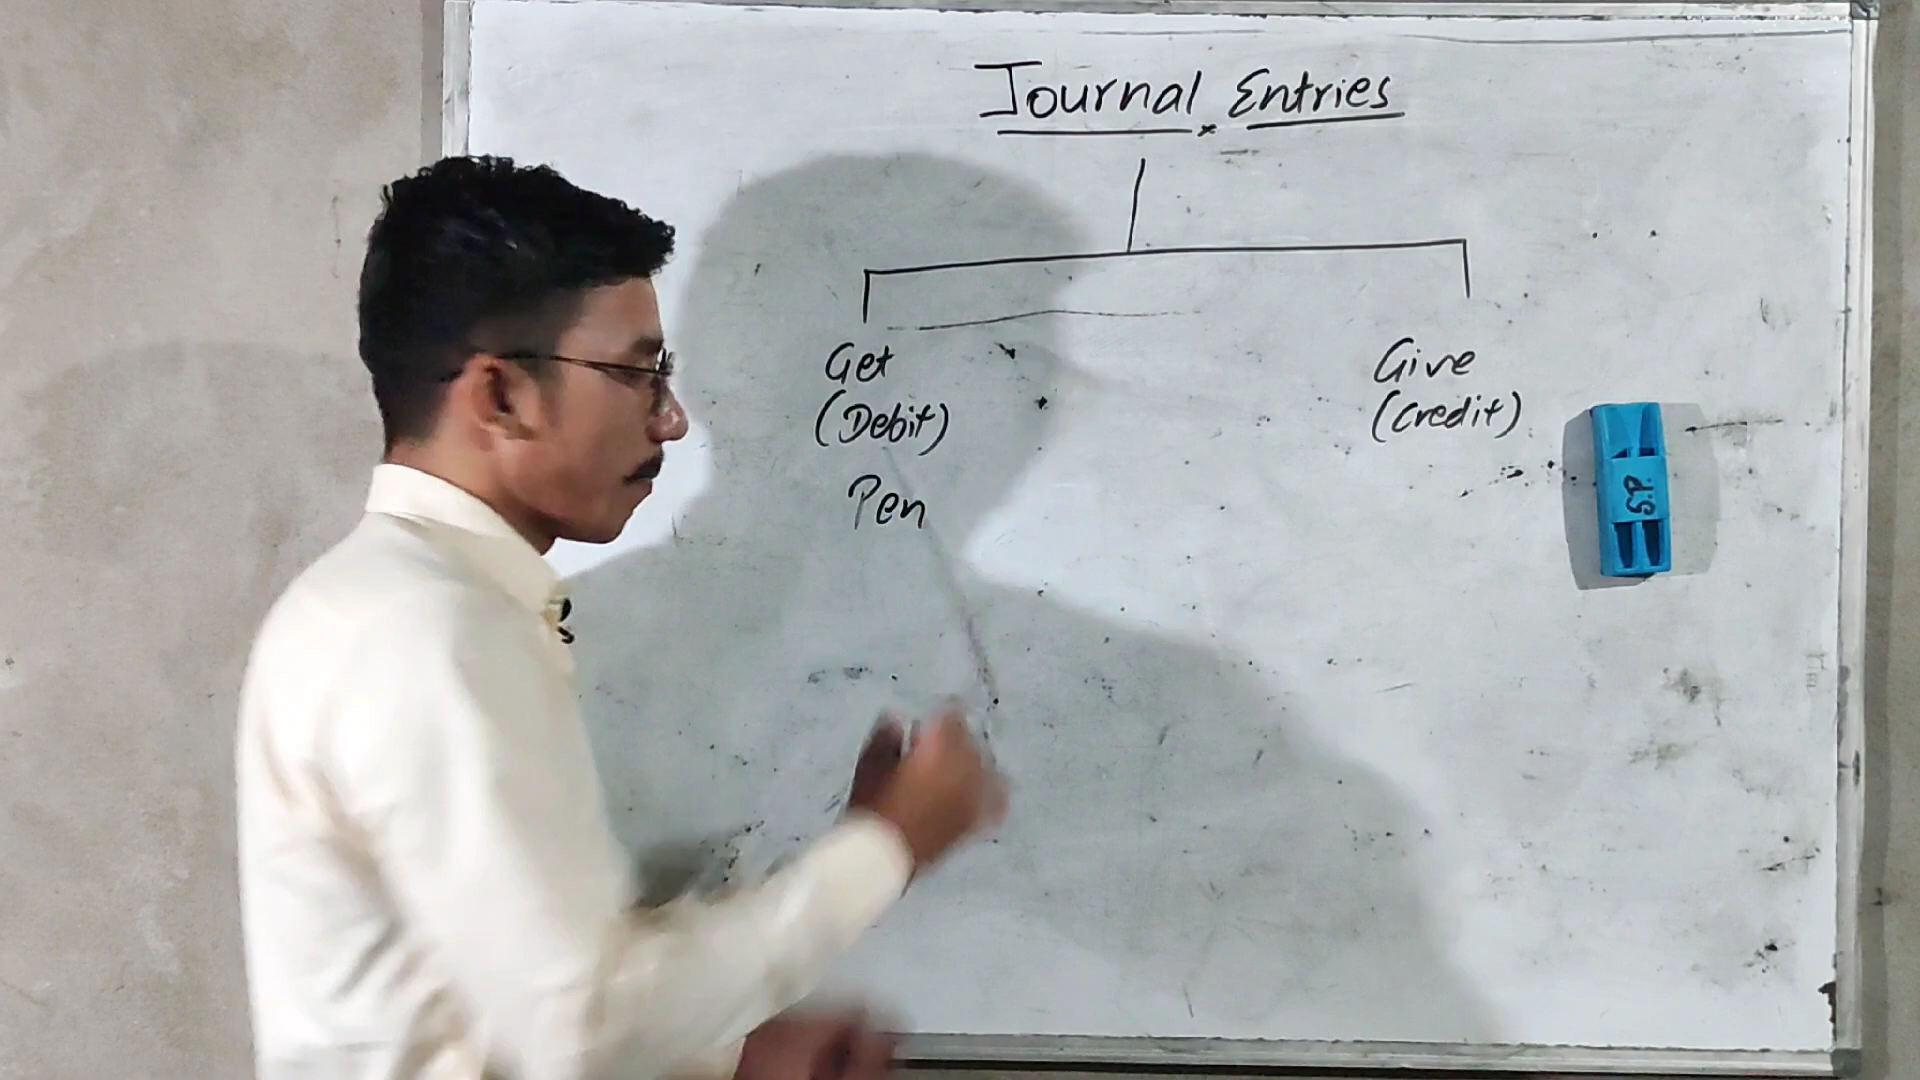 Journal Entries
Get
(Debit)
Pen
Give
(Credit)
S.P.